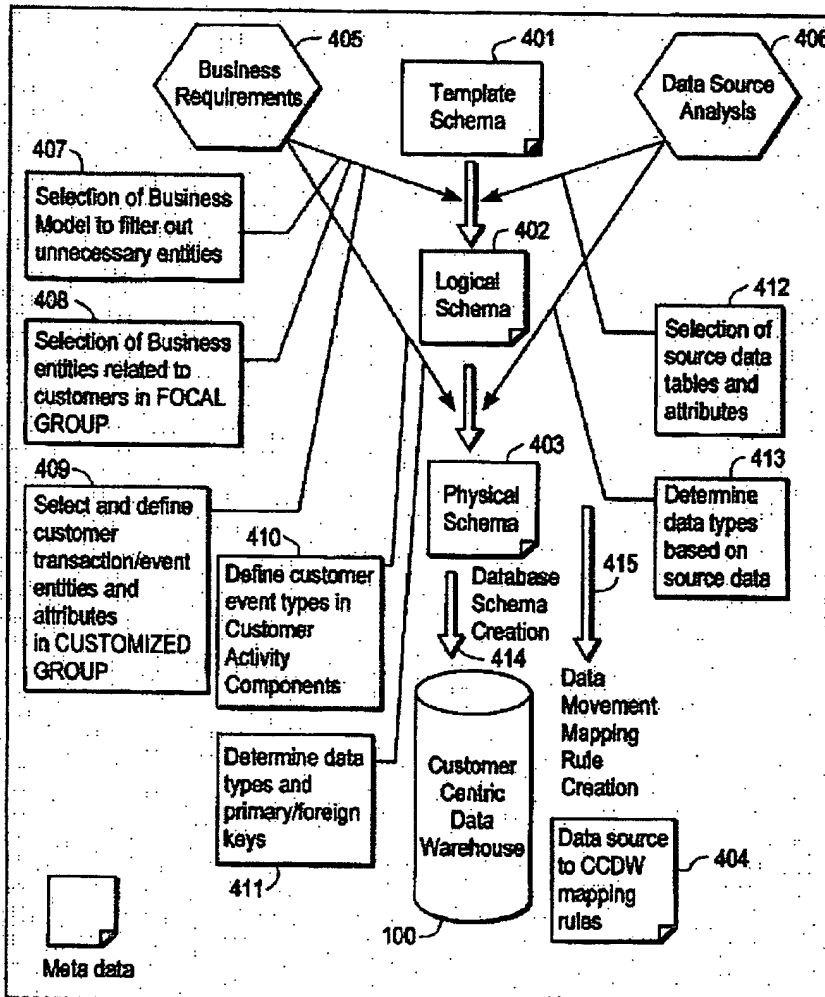 405
Business
Requirements
401
Template
Schema
406
Data Source
Analysis
407
Selection of Business
Model to filter out
unnecessary entities
402
Logical
Schema
408
Selection of Business
entities related to
customers in FOCAL
GROUP
412
Selection of
source data
tables and
attributes
409
Select and define
customer
transaction/event
entities and
attributes
in CUSTOMIZED
GROUP
403
Physical
Schema
413
Determine
data types
based on
source data
410
Define customer
event types in
Customer
Activity
Components
Database
Schema
Creation
414
415
Data
Movement
Mapping
Rule
Creation
Determine data
types and
primary/foreign
keys
411
Customer
Centric
Data
Warehouse
100
Data source
to CCDW
mapping
rules
404
Meta data